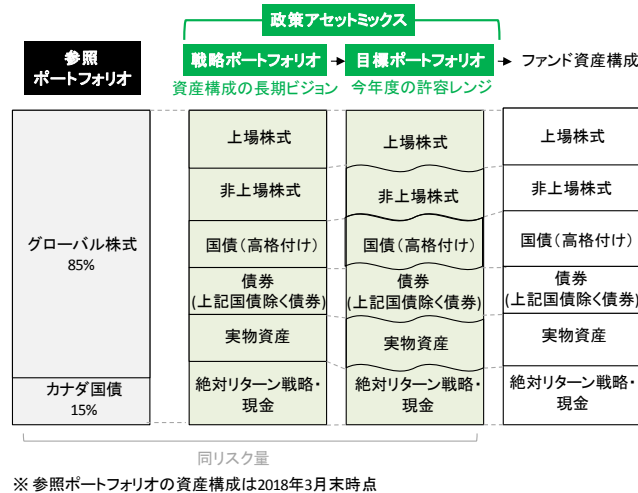 政策アセットミックス
参照
ポートフォリオ
戦略ポートフォリオ
目標ポートフォリオ
ファンド資産構成
資産構成の長期ビジョン
今年度の許容レンジ
グローバル株式
85%
カナダ国債
15%
上場株式
非上場株式
国債(高格付け)
債券
(上記国債除く債券)
実物資産
絶対リターン戦略・
現金
上場株式
非上場株式
国債(高格付け)
債券
(上記国債除く債券)
実物資産
絶対リターン戦略・
現金
上場株式
非上場株式
国債(高格付け)
債券
(上記国債除く債券)
実物資産
絶対リターン戦略・
現金
同リスク量
※ 参照ポートフォリオの資産構成は2018年3月末時点